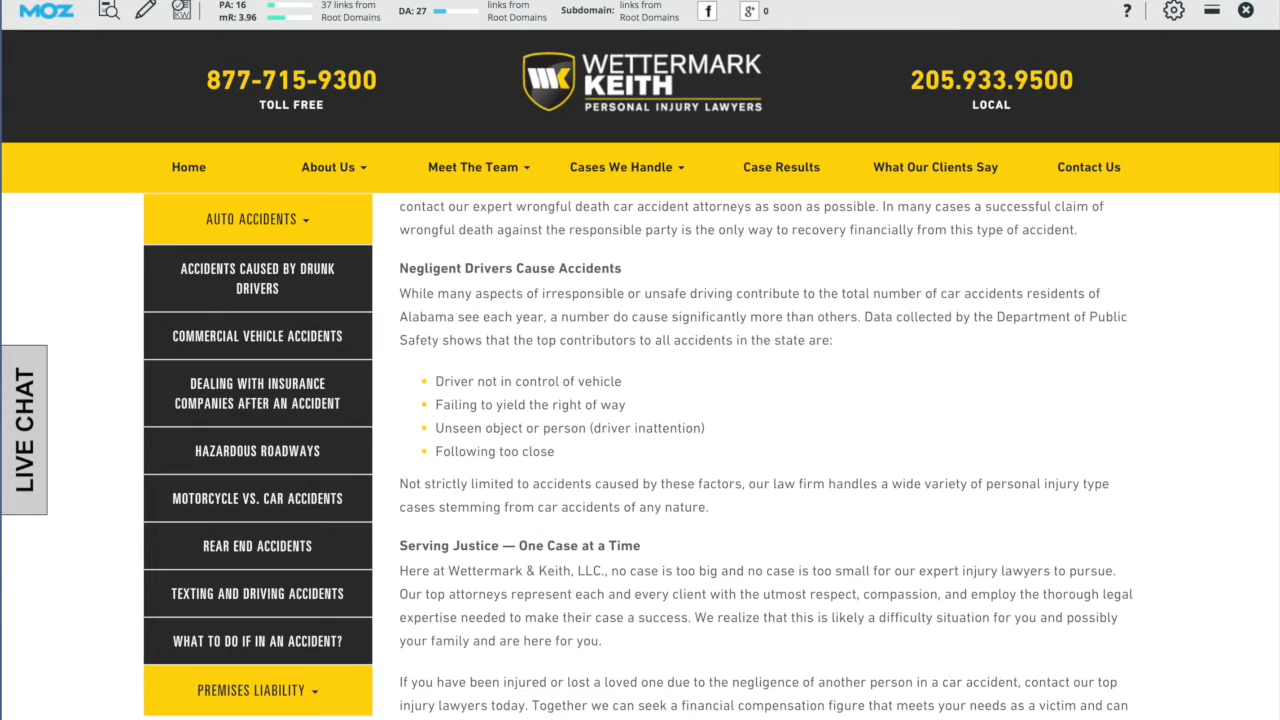 MOZ
PA: 16
mR: 3.96
37 links from
Root Domains
DA: 27
links from
Root Domains
Subdomain:
links from
Root Domains
f
g+
0
?
KW
877-715-9300
TOLL FREE
WETTERMARK
KEITH
PERSONAL INJURY LAWYERS
205.933.9500
LOCAL
Home
About Us
Meet The Team
Cases We Handle
Case Results
What Our Clients Say
Contact Us
LIVE CHAT
AUTO ACCIDENTS
ACCIDENTS CAUSED BY DRUNK
DRIVERS
COMMERCIAL VEHICLE ACCIDENTS
DEALING WITH INSURANCE
COMPANIES AFTER AN ACCIDENT
HAZARDOUS ROADWAYS
MOTORCYCLE VS. CAR ACCIDENTS
REAR END ACCIDENTS
TEXTING AND DRIVING ACCIDENTS
WHAT TO DO IF IN AN ACCIDENT?
PREMISES LIABILITY
contact our expert wrongful death car accident attorneys as soon as possible. In many cases a successful claim of
wrongful death against the responsible party is the only way to recovery financially from this type of accident.
Negligent Drivers Cause Accidents
While many aspects of irresponsible or unsafe driving contribute to the total number of car accidents residents of
Alabama see each year, a number do cause significantly more than others. Data collected by the Department of Public
Safety shows that the top contributors to all accidents in the state are:
• Driver not in control of vehicle
• Failing to yield the right of way
• Unseen object or person (driver inattention)
• Following too close
Not strictly limited to accidents caused by these factors, our law firm handles a wide variety of personal injury type
cases stemming from car accidents of any nature.
Serving Justice — One Case at a Time
Here at Wettermark & Keith, LLC., no case is too big and no case is too small for our expert injury lawyers to pursue.
Our top attorneys represent each and every client with the utmost respect, compassion, and employ the thorough legal
expertise needed to make their case a success. We realize that this is likely a difficulty situation for you and possibly
your family and are here for you.
If you have been injured or lost a loved one due to the negligence of another person in a car accident, contact our top
injury lawyers today. Together we can seek a financial compensation figure that meets your needs as a victim and can